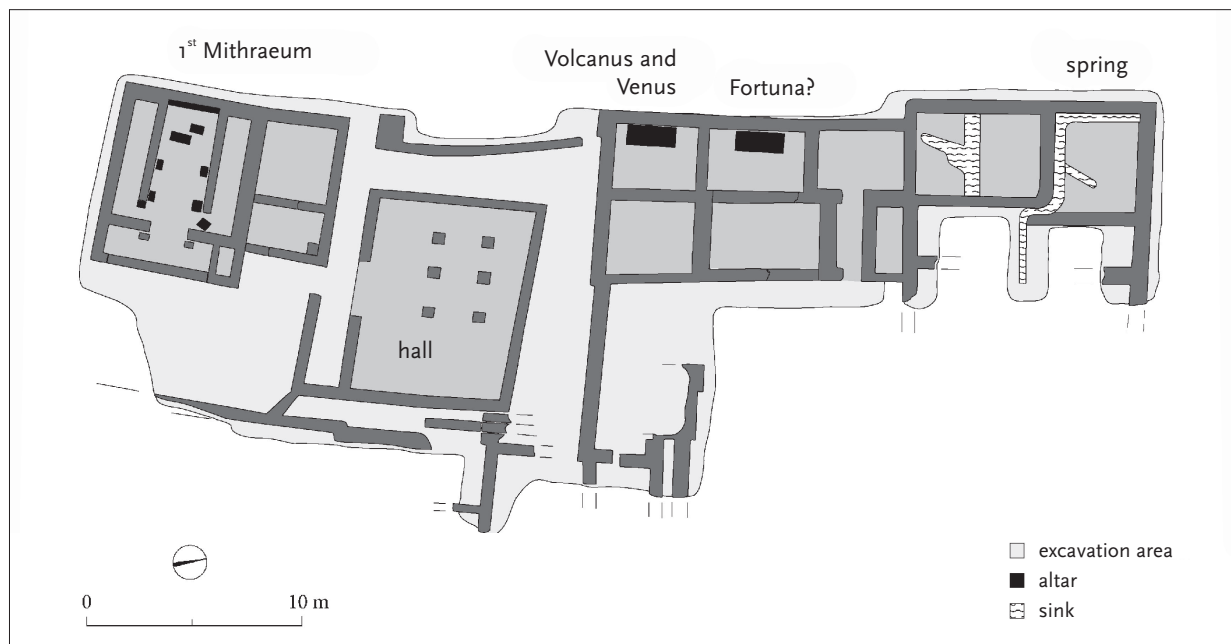 1st Mithraeum
Volcanus and
Venus
Fortuna?
spring
hall
excavation area
altar
sink
0 10 m